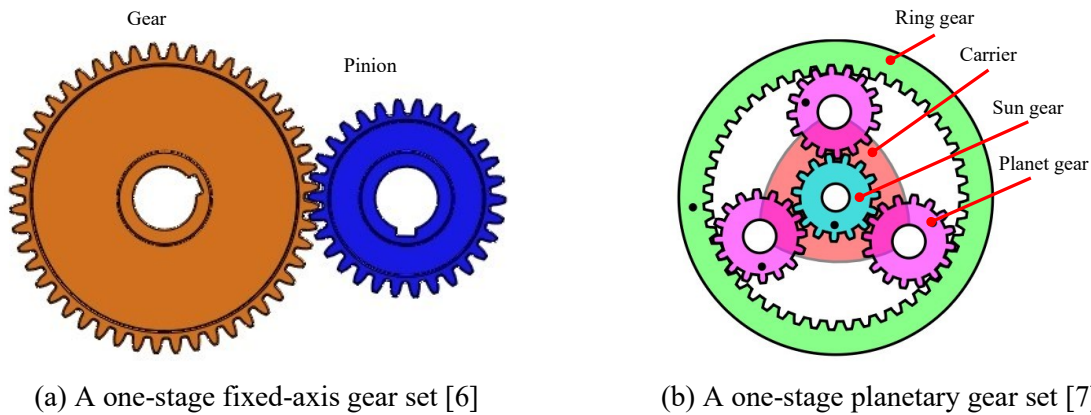 Gear
Pinion
Ring gear
Carrier
Sun gear
Planet gear
(a) A one-stage fixed-axis gear set [6]
(b) A one-stage planetary gear set [7